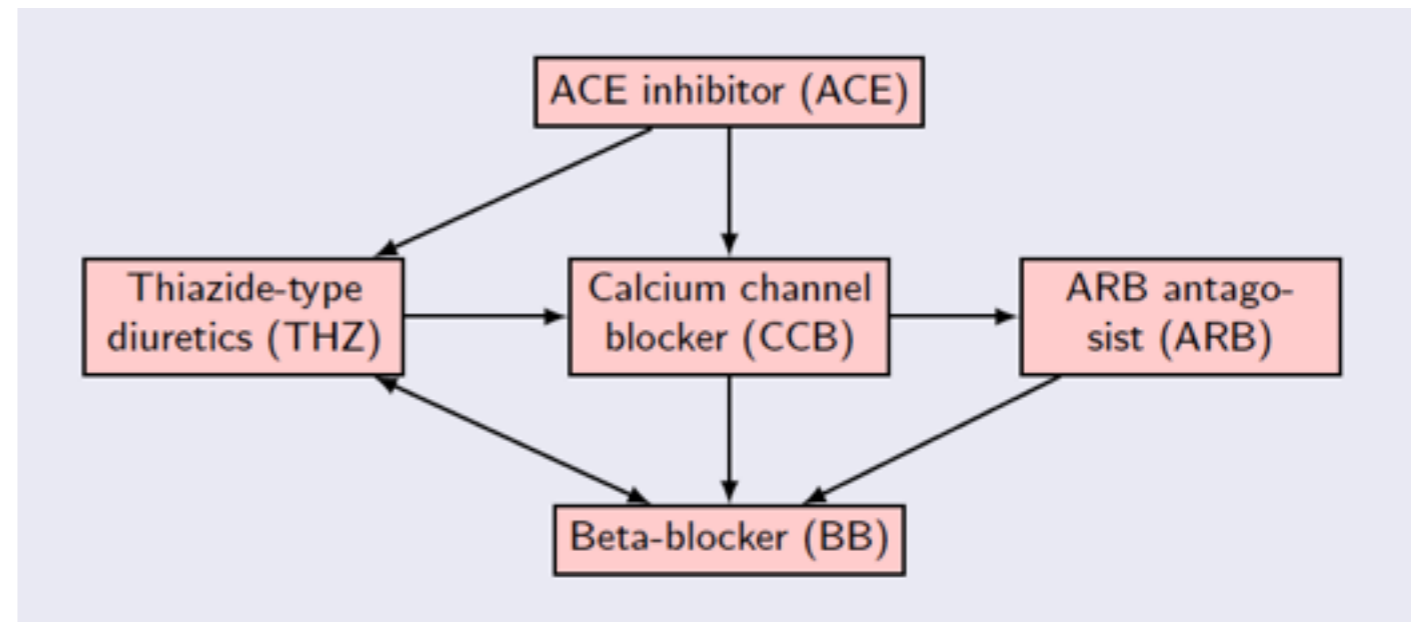 ACE inhibitor (ACE)
Thiazide-type
diuretics (THZ)
Calcium channel
blocker (CCB)
ARB antago-
sist (ARB)
Beta-blocker (BB)